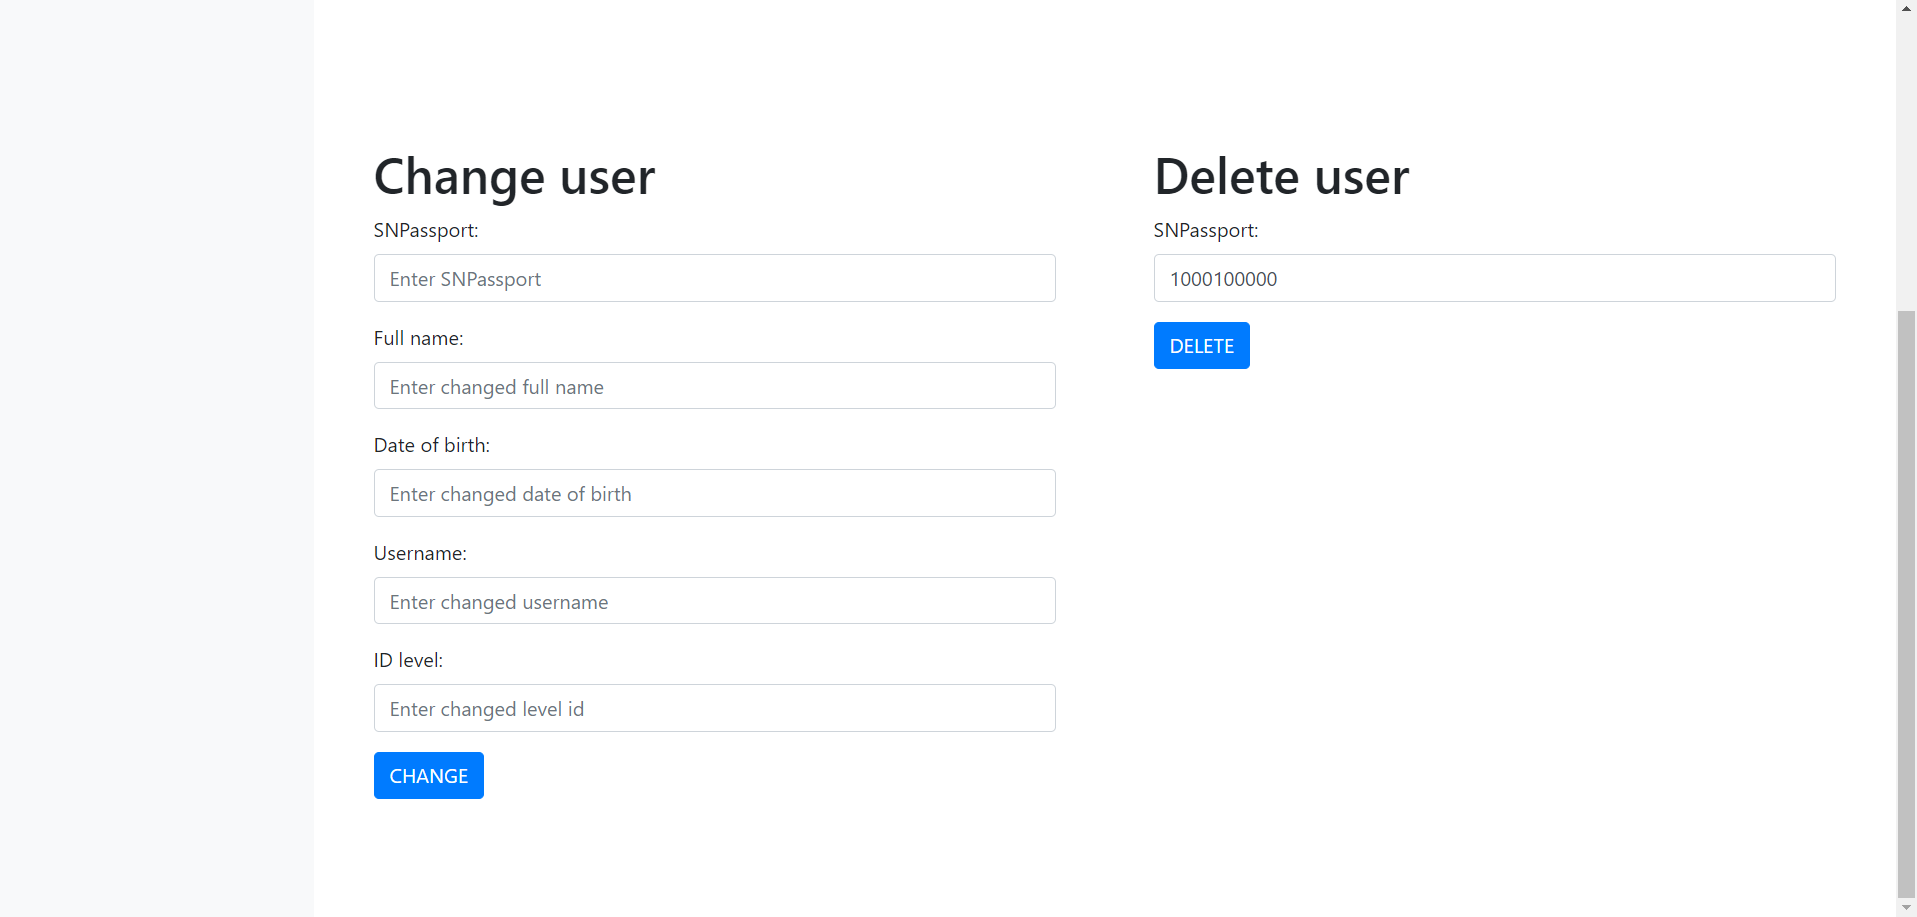 Change user
SNPassport:
Enter SNPassport
Full name:
Enter changed full name
Date of birth:
Enter changed date of birth
Username:
Enter changed username
ID level:
Enter changed level id
CHANGE
Delete user
SNPassport:
1000100000
DELETE